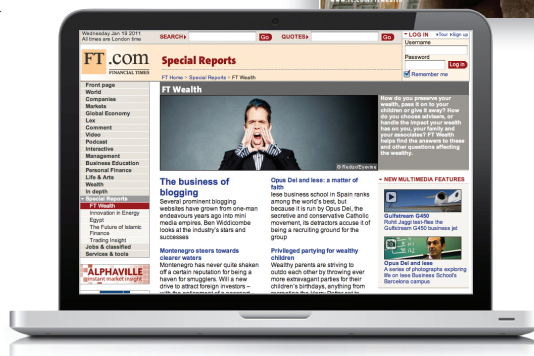 www.ft.com/ftwealth
Wednesday Jan 19 2011
All times are London time
SEARCH
Go
QUOTES
Go
LOG IN
Tour
Sign up
Username
Password
Log in
Remember me
FT.com
FINANCIAL TIMES
Special Reports
FT Home > Special Reports > FT Wealth
Front page
World
Companies
Markets
Global Economy
Lex
Comment
Video
Podcast
Interactive
Management
Business Education
Personal Finance
Life & Arts
Wealth
In depth
Special Reports
FT Wealth
Innovation in Energy
Egypt
The Future of Islamic
Finance
Trading Insight
Jobs & classified
Services & tools
ALPHAVILLE
instant market insight
FT Wealth
How do you preserve your
wealth, pass it on to your
children or give it away? How
do you choose advisers, or
handle the impact your wealth
has on you, your family and
your associates? FT Wealth
helps find the answers to these
and other questions affecting
the wealthy.
The business of
blogging
Several prominent blogging
websites have grown from one-man
endeavours years ago into mini
media empires. Ben Widdicombe
looks at the industry's stars and
successes
Montenegro steers towards
clearer waters
Montenegro has never quite shaken
off a certain reputation for being a
haven for smugglers. Will a new
drive to attract foreign investors –
Opus Dei and Iese: a matter of
faith
Iese business school in Spain ranks
among the world's best, but
because it is run by Opus Dei, the
secretive and conservative Catholic
movement, its detractors accuse it of
being a recruiting ground for the
group
Privileged partying for wealthy
children
Wealthy parents are striving to
outdo each other by throwing ever
more extravagant parties for their
children's birthdays, anything from
NEW MULTIMEDIA FEATURES
Gulfstream G450
Rohit Jaggi test-flies the
Gulfstream G450 business jet
Opus Dei and Iese
A series of photographs exploring
life on Iese Business School's
Barcelona campus